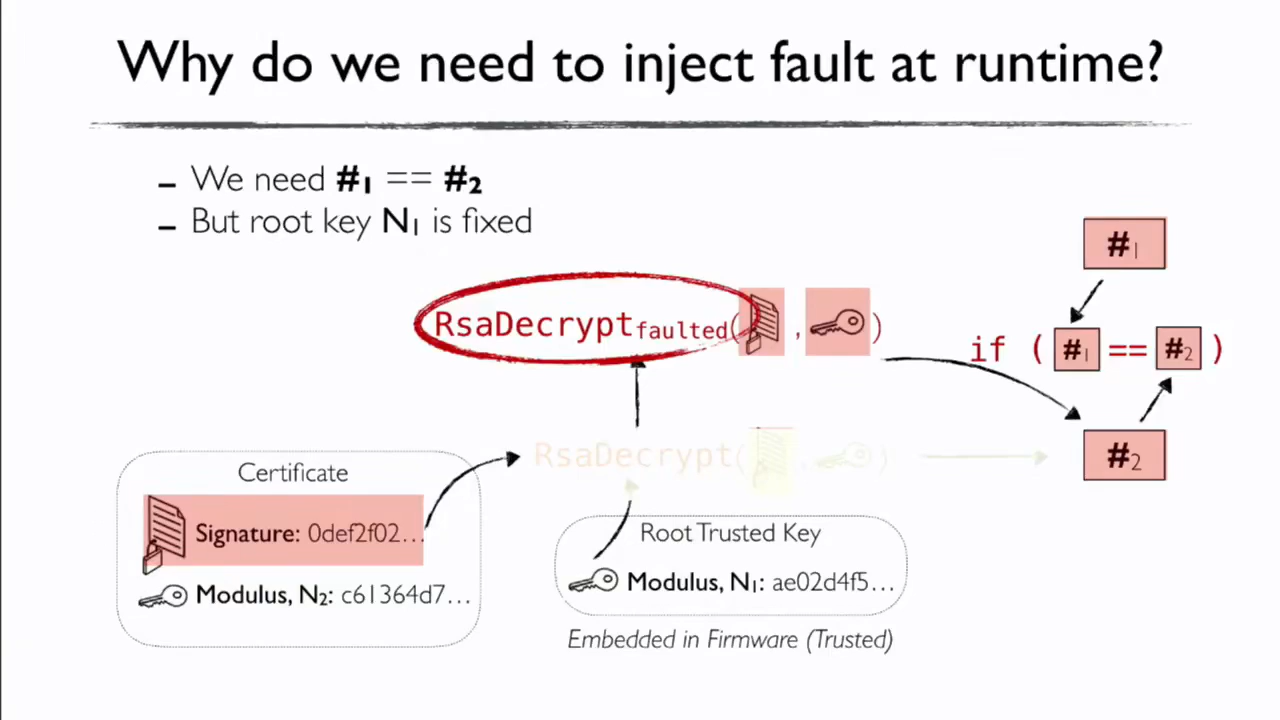 Why do we need to inject fault at runtime?
– We need #1 == #2
– But root key N1 is fixed
#1
RsaDecryptfaulted( , )
if ( #1 == #2 )
RsaDecrypt( , )
#2
Certificate
Signature: 0def2f02...
Modulus, N2: c61364d7...
Root Trusted Key
Modulus, N1: ae02d4f5...
Embedded in Firmware (Trusted)